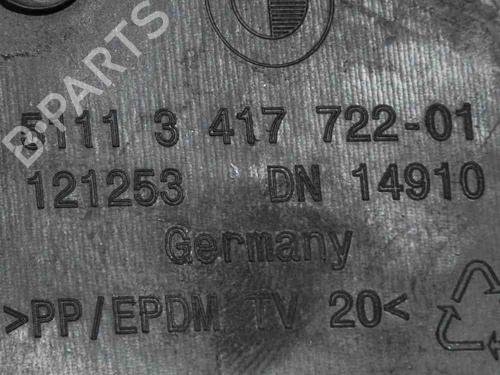 B-PARTS
5111 3 417 722-01
121253 DN 14910
Germany
>PP/EPDM TV 20<